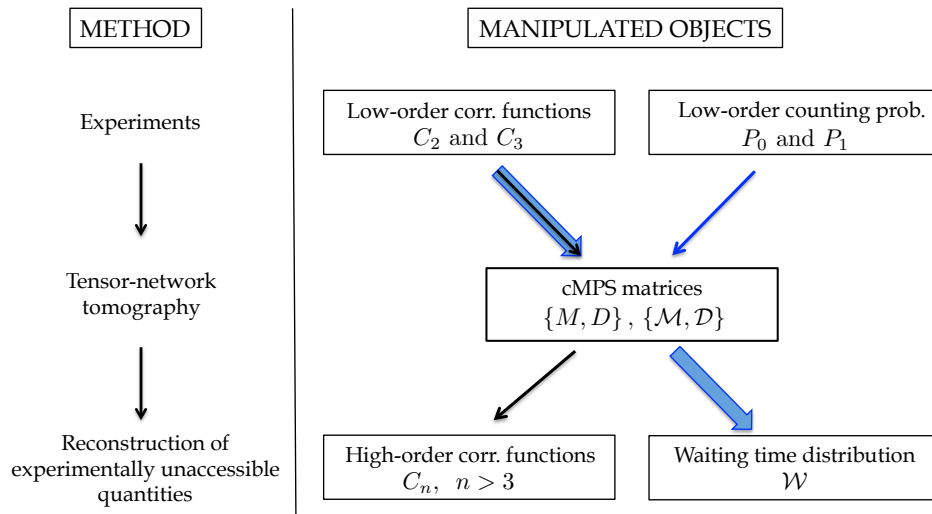 METHOD
MANIPULATED OBJECTS
Experiments
Low-order corr. functions
C₂ and C₃
Low-order counting prob.
P₀ and P₁
Tensor-network
tomography
cMPS matrices
{M, D} , {ℳ, 𝒟}
Reconstruction of
experimentally unaccessible
quantities
High-order corr. functions
Cₙ, n > 3
Waiting time distribution
𝒲